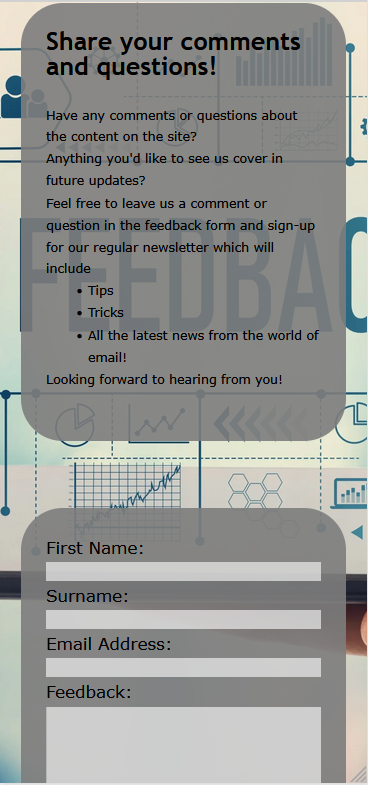 Share your comments
and questions!
Have any comments or questions about
the content on the site?
Anything you'd like to see us cover in
future updates?
Feel free to leave us a comment or
question in the feedback form and sign-up
for our regular newsletter which will
include
• Tips
• Tricks
• All the latest news from the world of
email!
Looking forward to hearing from you!
FEEDBAC
First Name:
Surname:
Email Address:
Feedback: